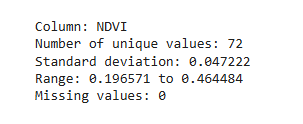 Column: NDVI
Number of unique values: 72
Standard deviation: 0.047222
Range: 0.196571 to 0.464484
Missing values: 0